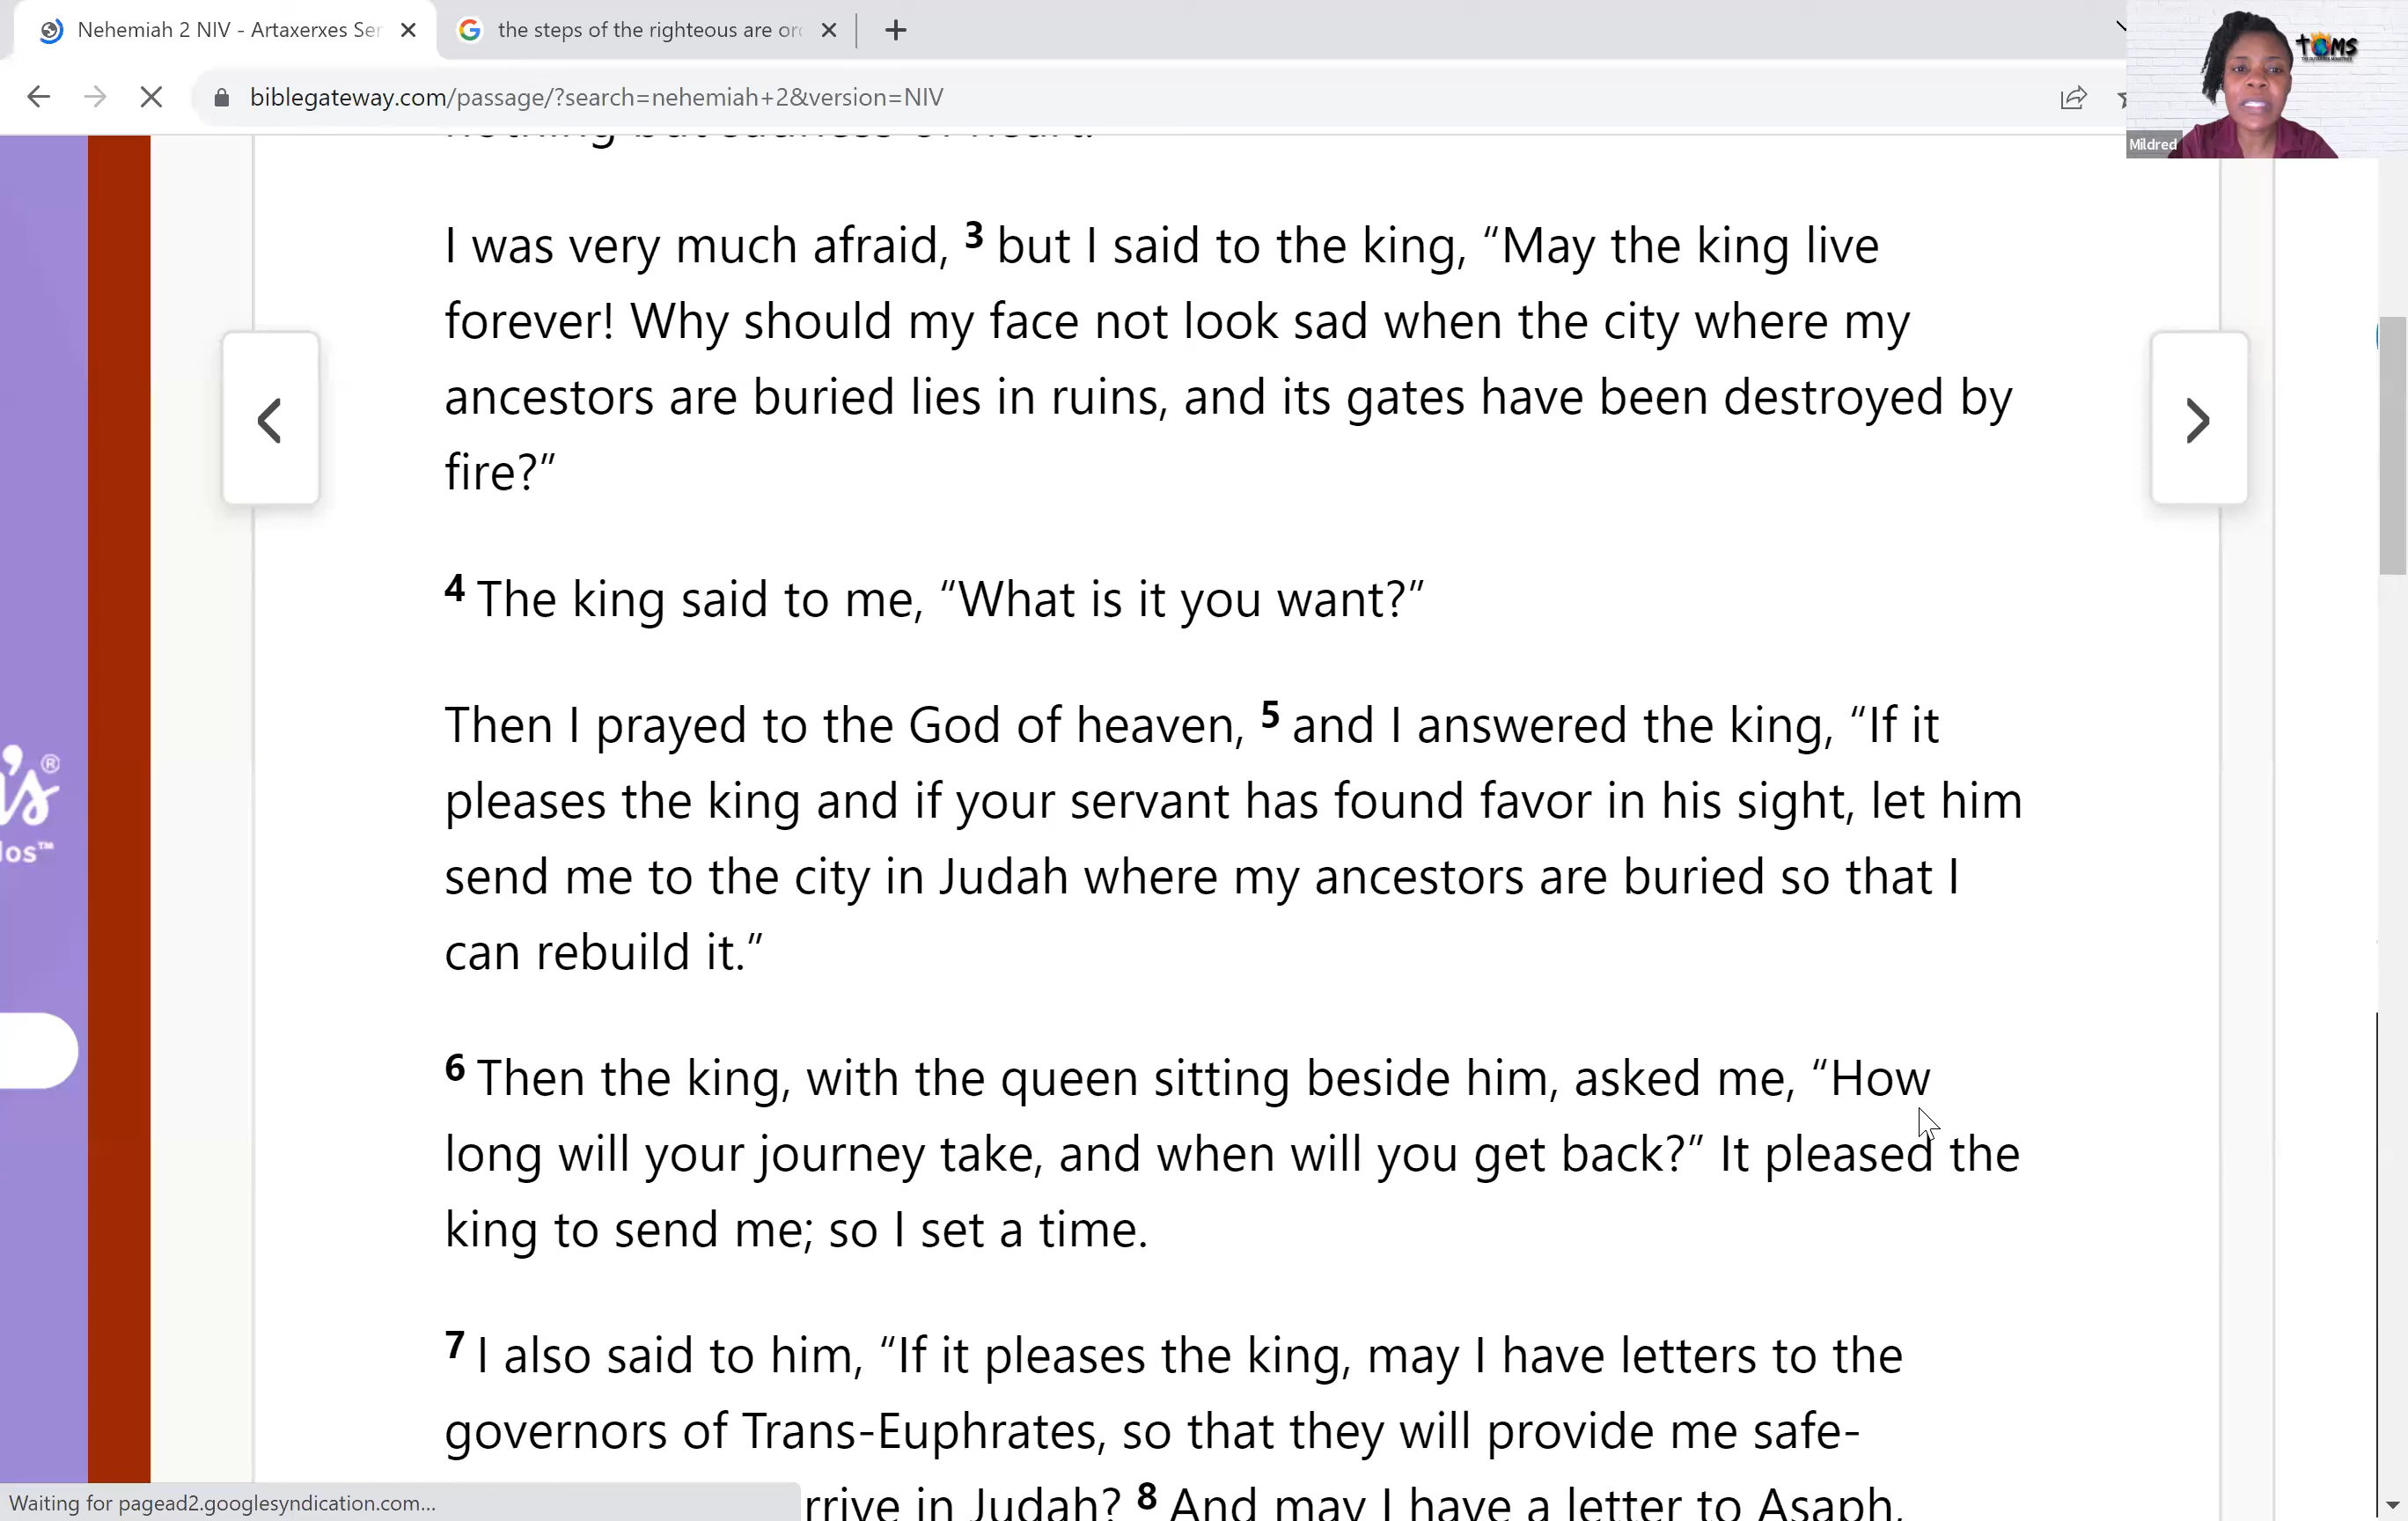 Nehemiah 2 NIV - Artaxerxes Ser
the steps of the righteous are or
biblegateway.com/passage/?search=nehemiah+2&version=NIV
TOMS
Mildred
nothing but sadness of heart.
I was very much afraid, 3 but I said to the king, “May the king live
forever! Why should my face not look sad when the city where my
ancestors are buried lies in ruins, and its gates have been destroyed by
fire?”
4 The king said to me, “What is it you want?”
Then I prayed to the God of heaven, 5 and I answered the king, “If it
pleases the king and if your servant has found favor in his sight, let him
send me to the city in Judah where my ancestors are buried so that I
can rebuild it.”
’s®
los™
6 Then the king, with the queen sitting beside him, asked me, “How
long will your journey take, and when will you get back?” It pleased the
king to send me; so I set a time.
7 I also said to him, “If it pleases the king, may I have letters to the
governors of Trans-Euphrates, so that they will provide me safe-
rrive in Judah? 8 And may I have a letter to Asaph,
Waiting for pagead2.googlesyndication.com...